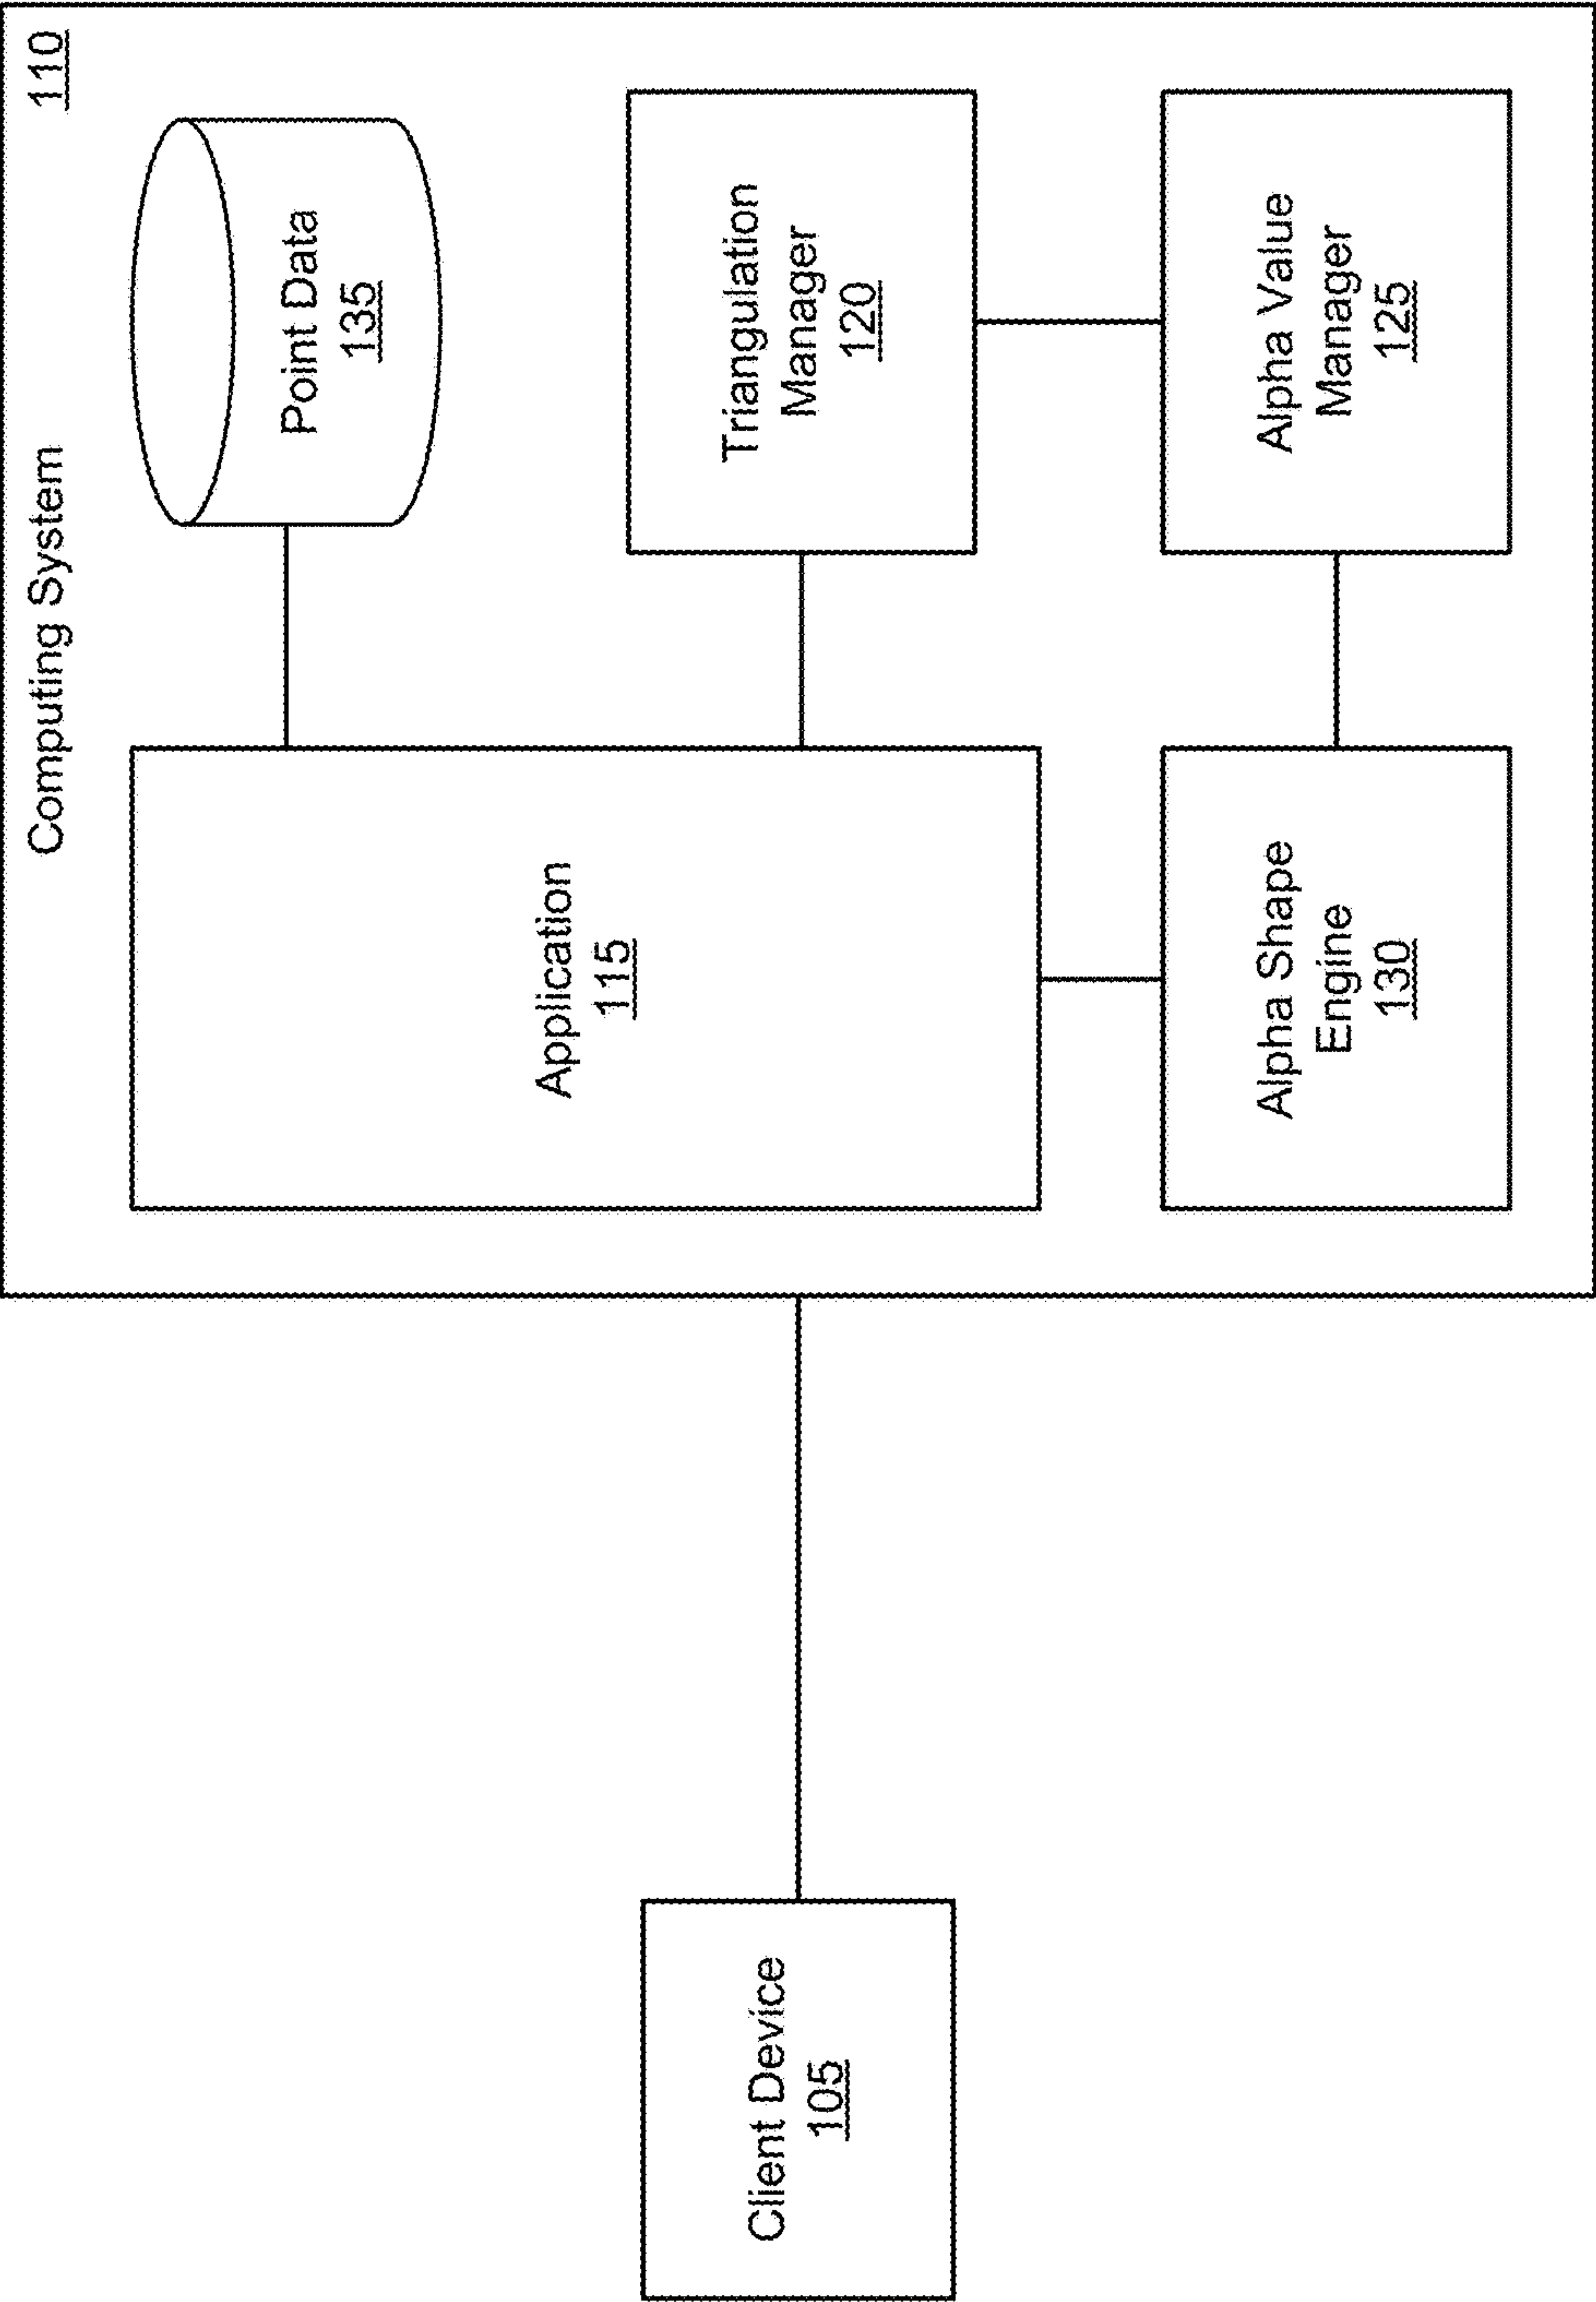 Computing System
110
Client Device
105
Application
115
Point Data
135
Triangulation
Manager
120
Alpha Shape
Engine
130
Alpha Value
Manager
125